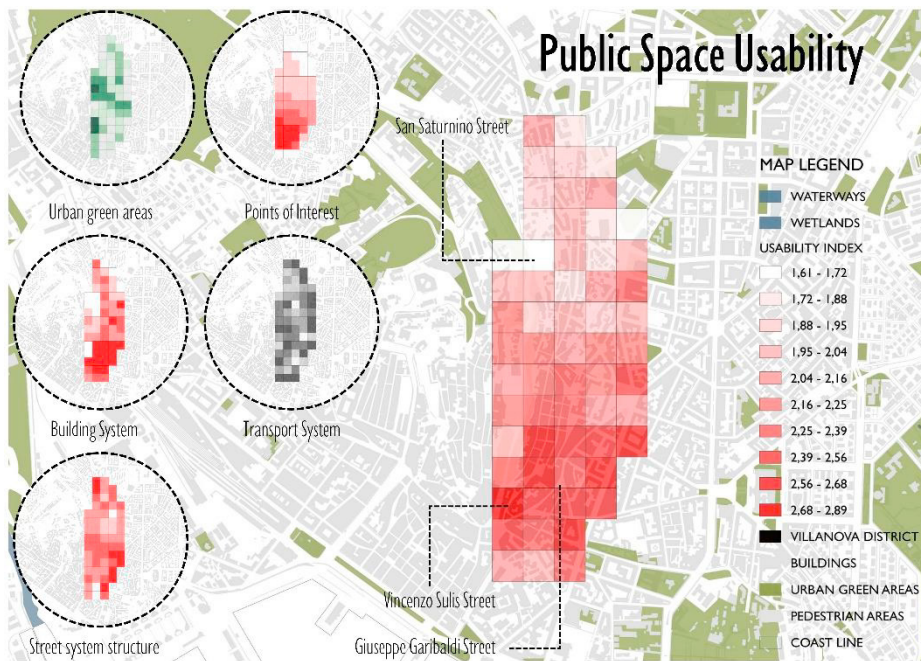 Public Space Usability
San Saturnino Street
Urban green areas
Points of Interest
Building System
Transport System
Street system structure
Vincenzo Sulis Street
Giuseppe Garibaldi Street
MAP LEGEND
WATERWAYS
WETLANDS
USABILITY INDEX
1,61 - 1,72
1,72 - 1,88
1,88 - 1,95
1,95 - 2,04
2,04 - 2,16
2,16 - 2,25
2,25 - 2,39
2,39 - 2,56
2,56 - 2,68
2,68 - 2,89
VILLANOVA DISTRICT
BUILDINGS
URBAN GREEN AREAS
PEDESTRIAN AREAS
COAST LINE